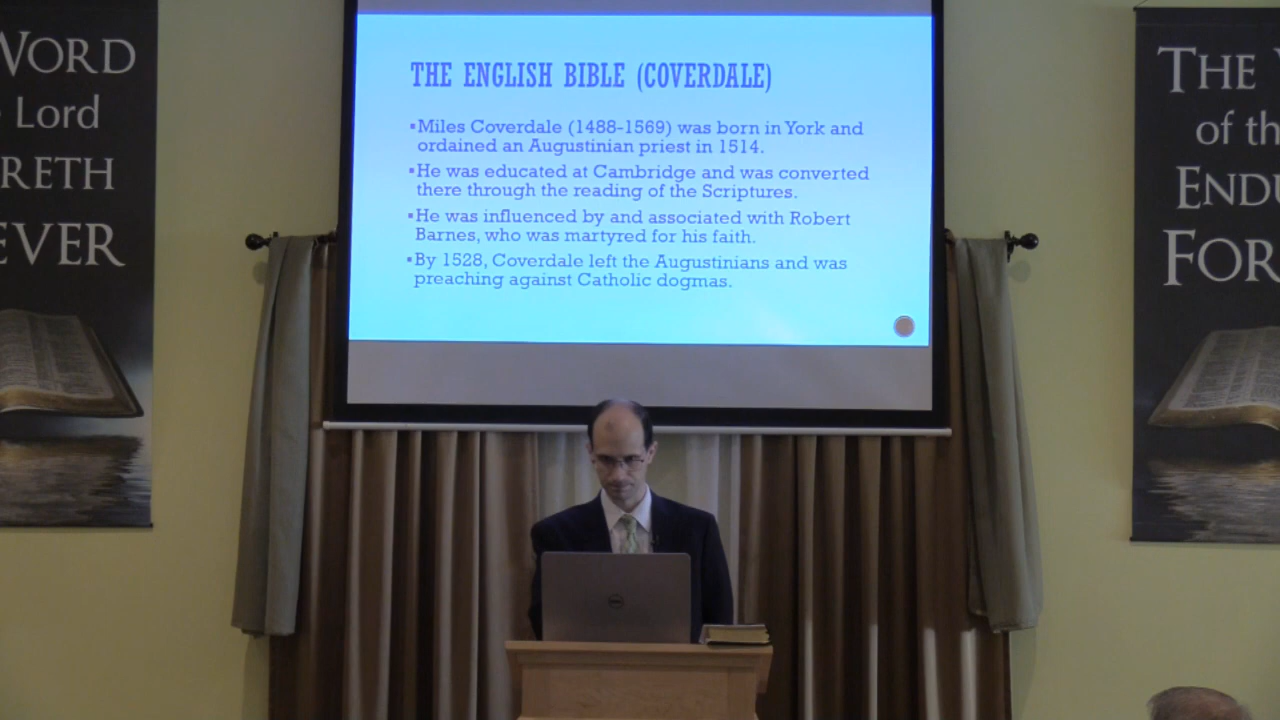 THE ENGLISH BIBLE (COVERDALE)
▪Miles Coverdale (1488-1569) was born in York and
ordained an Augustinian priest in 1514.
▪He was educated at Cambridge and was converted
there through the reading of the Scriptures.
▪He was influenced by and associated with Robert
Barnes, who was martyred for his faith.
▪By 1528, Coverdale left the Augustinians and was
preaching against Catholic dogmas.
WORD
Lord
RETH
EVER
THE
of th
ENDU
FOR
DELL